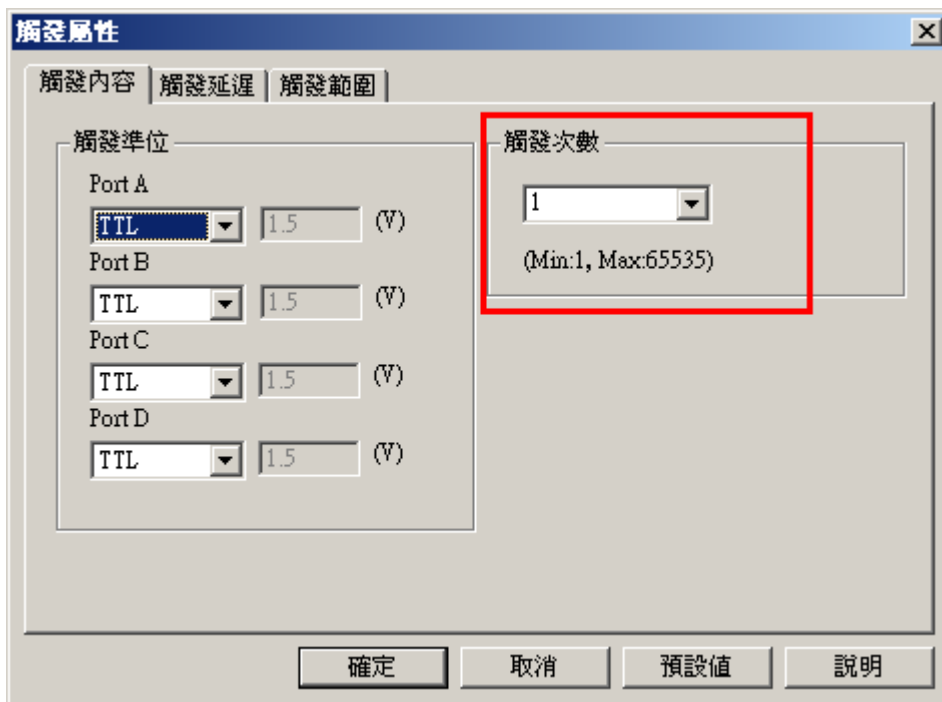 觸發屬性
觸發內容 觸發延遲 觸發範圍
觸發準位
Port A
TTL 1.5 (V)
Port B
TTL 1.5 (V)
Port C
TTL 1.5 (V)
Port D
TTL 1.5 (V)
觸發次數
1
(Min:1, Max:65535)
確定 取消 預設值 說明